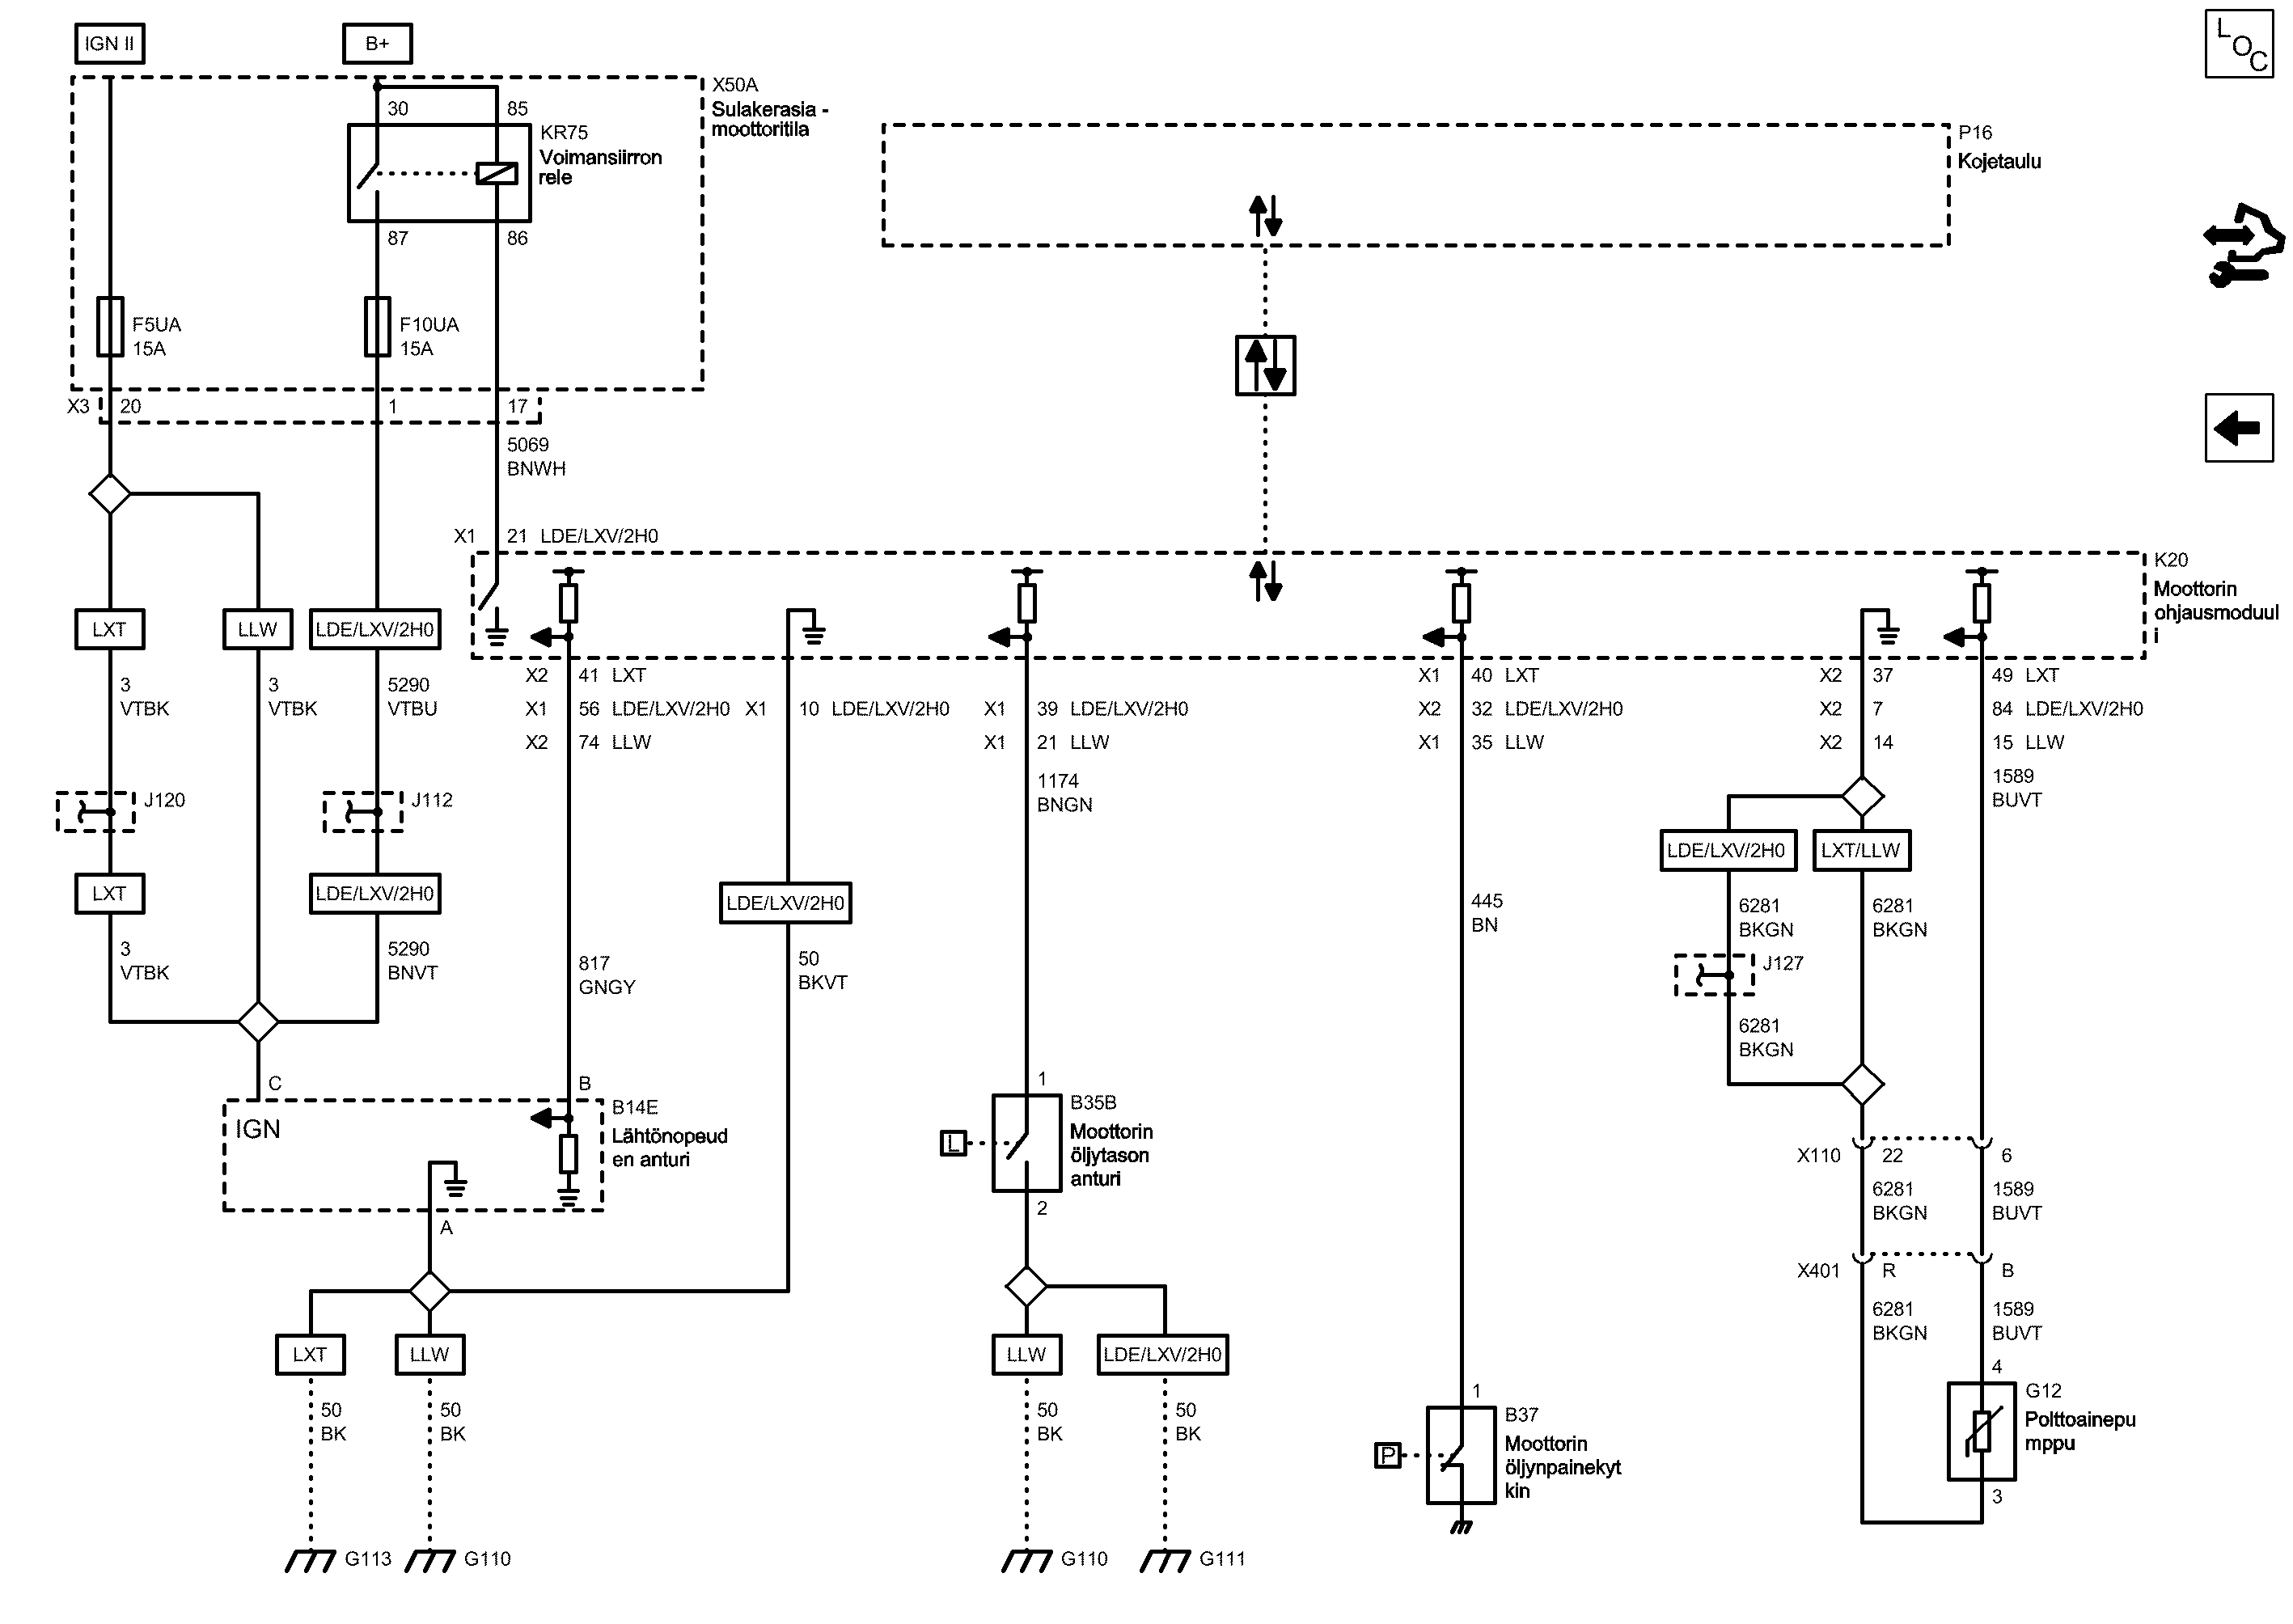 IGN II
B+
L
O
C
X50A
Sulakerasia -
moottoritila
30
85
KR75
Voimansiirron
rele
P16
Kojetaulu
87
86
F5UA
15A
F10UA
15A
X3
20
1
17
5069
BNWH
X1
21 LDE/LXV/2H0
K20
Moottorin
ohjausmoduul
i
LXT
LLW
LDE/LXV/2H0
X2 41 LXT
X1 56 LDE/LXV/2H0
X2 74 LLW
X1 10 LDE/LXV/2H0
X1 39 LDE/LXV/2H0
X1 21 LLW
X1 40 LXT
X2 32 LDE/LXV/2H0
X1 35 LLW
X2 37
X2 7
X2 14
49 LXT
84 LDE/LXV/2H0
15 LLW
3
VTBK
3
VTBK
5290
VTBU
1174
BNGN
1589
BUVT
J120
J112
LDE/LXV/2H0
LXT/LLW
LXT
LDE/LXV/2H0
LDE/LXV/2H0
445
BN
6281
BKGN
6281
BKGN
3
VTBK
5290
BNVT
817
GNGY
50
BKVT
J127
6281
BKGN
C
B
1
IGN
B14E
Lähtönopeud
en anturi
L
B35B
Moottorin
öljytason
anturi
X110
22
6
A
2
6281
BKGN
1589
BUVT
X401
R
B
6281
BKGN
1589
BUVT
LXT
LLW
LLW
LDE/LXV/2H0
4
50
BK
50
BK
50
BK
50
BK
1
B37
Moottorin
öljynpainekyt
kin
P
G12
Polttoainepu
mppu
3
G113
G110
G110
G111